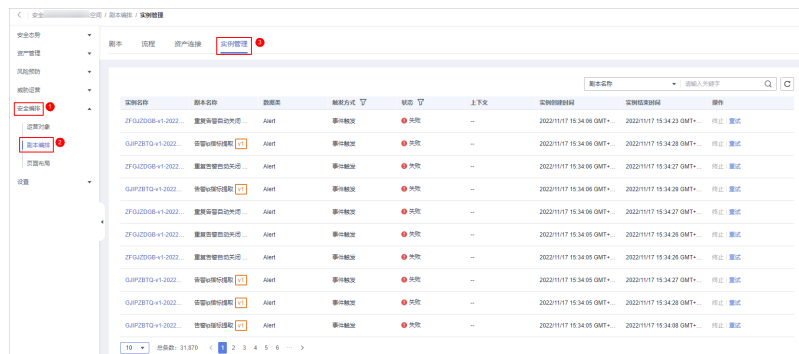 安全 空间 / 剧本编排 / 实例管理
安全态势
资产管理
风险预防
威胁运营
安全编排 1
运营对象
剧本编排 2
页面布局
设置
剧本 流程 资产连接 实例管理 3
剧本名称 请输入关键字
实例名称 剧本名称 数据类 触发方式 状态 上下文 实例创建时间 实例结束时间 操作
ZFGJZDGB-v1-2022... 重复告警自动关闭 ... Alert 事件触发 失败 -- 2022/11/17 15:34:06 GMT+... 2022/11/17 15:34:23 GMT+... 终止 重试
GJIPZBTQ-v1-2022... 告警ip指标提取 v1 Alert 事件触发 失败 -- 2022/11/17 15:34:06 GMT+... 2022/11/17 15:34:28 GMT+... 终止 重试
ZFGJZDGB-v1-2022... 重复告警自动关闭 ... Alert 事件触发 失败 -- 2022/11/17 15:34:06 GMT+... 2022/11/17 15:34:27 GMT+... 终止 重试
GJIPZBTQ-v1-2022... 告警ip指标提取 v1 Alert 事件触发 失败 -- 2022/11/17 15:34:06 GMT+... 2022/11/17 15:34:29 GMT+... 终止 重试
ZFGJZDGB-v1-2022... 重复告警自动关闭 ... Alert 事件触发 失败 -- 2022/11/17 15:34:06 GMT+... 2022/11/17 15:34:27 GMT+... 终止 重试
ZFGJZDGB-v1-2022... 重复告警自动关闭 ... Alert 事件触发 失败 -- 2022/11/17 15:34:05 GMT+... 2022/11/17 15:34:26 GMT+... 终止 重试
ZFGJZDGB-v1-2022... 重复告警自动关闭 ... Alert 事件触发 失败 -- 2022/11/17 15:34:05 GMT+... 2022/11/17 15:34:26 GMT+... 终止 重试
GJIPZBTQ-v1-2022... 告警ip指标提取 v1 Alert 事件触发 失败 -- 2022/11/17 15:34:05 GMT+... 2022/11/17 15:34:27 GMT+... 终止 重试
GJIPZBTQ-v1-2022... 告警ip指标提取 v1 Alert 事件触发 失败 -- 2022/11/17 15:34:05 GMT+... 2022/11/17 15:34:28 GMT+... 终止 重试
GJIPZBTQ-v1-2022... 告警ip指标提取 v1 Alert 事件触发 失败 -- 2022/11/17 15:34:05 GMT+... 2022/11/17 15:34:08 GMT+... 终止 重试
10 总条数: 31,870 < 1 2 3 4 5 6 ... >